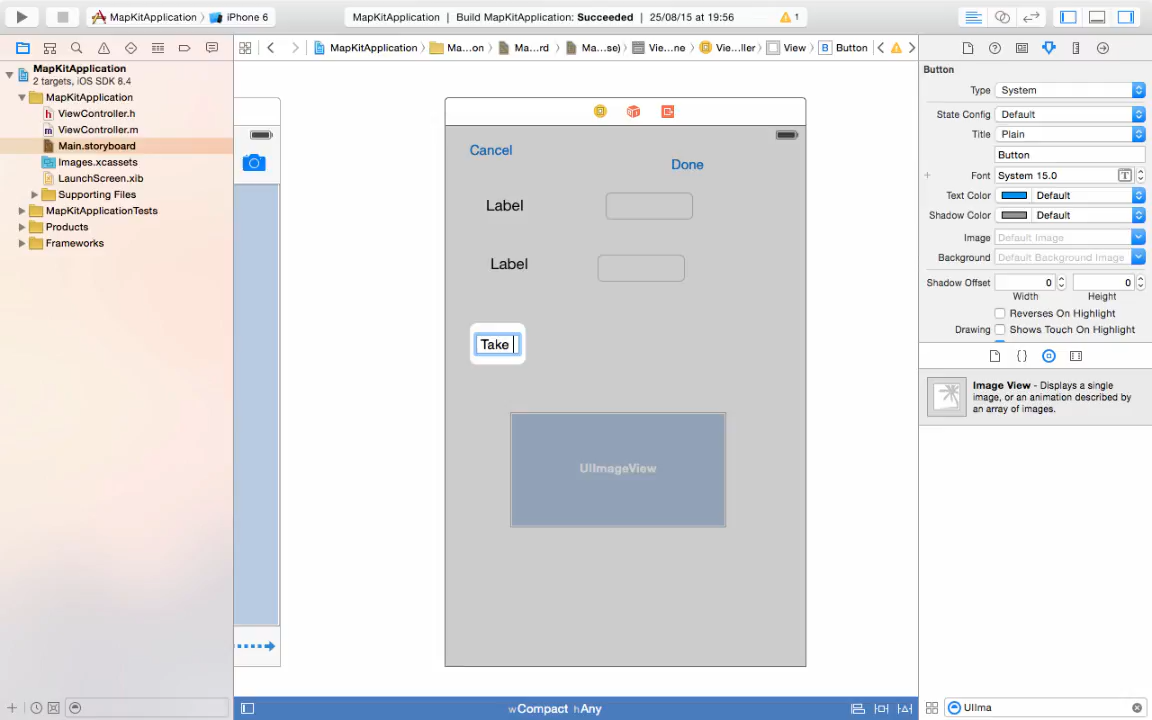 MapKitApplication
iPhone 6
MapKitApplication
Build MapKitApplication: Succeeded
25/08/15 at 19:56
1
MapKitApplication
2 targets, iOS SDK 8.4
MapKitApplication
h ViewController.h
m ViewController.m
Main.storyboard
Images.xcassets
LaunchScreen.xib
Supporting Files
MapKitApplicationTests
Products
Frameworks
MapKitApplication
Ma...on
Ma...rd
Ma...se)
Vie...ne
Vie...ller
View
B Button
Cancel
Done
Label
Label
Take
UIImageView
wCompact hAny
Button
Type System
State Config Default
Title Plain
Button
Font System 15.0 T
Text Color Default
Shadow Color Default
Image Default Image
Background Default Background Image
Shadow Offset 0 0
Width Height
Reverses On Highlight
Drawing Shows Touch On Highlight
{ }
Image View - Displays a single
image, or an animation described by
an array of images.
UIIma